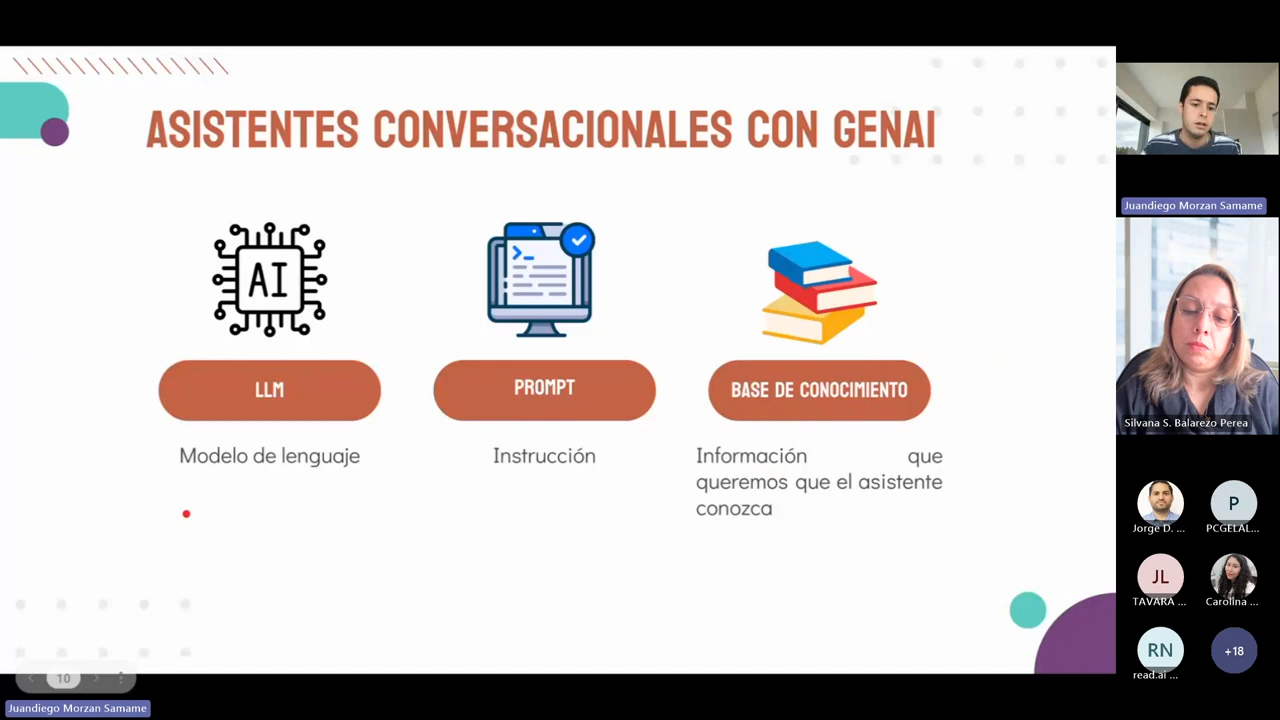 ASISTENTES CONVERSACIONALES CON GENAI
AI
LLM
Modelo de lenguaje
PROMPT
Instrucción
BASE DE CONOCIMIENTO
Información que
queremos que el asistente
conozca
10
Juandiego Morzan Samame
Juandiego Morzan Samame
Silvana S. Balarezo Perea
Jorge D. ...
P
PCGELAL...
JL
TAVARA ...
Carolina ...
RN
read.ai ...
+18